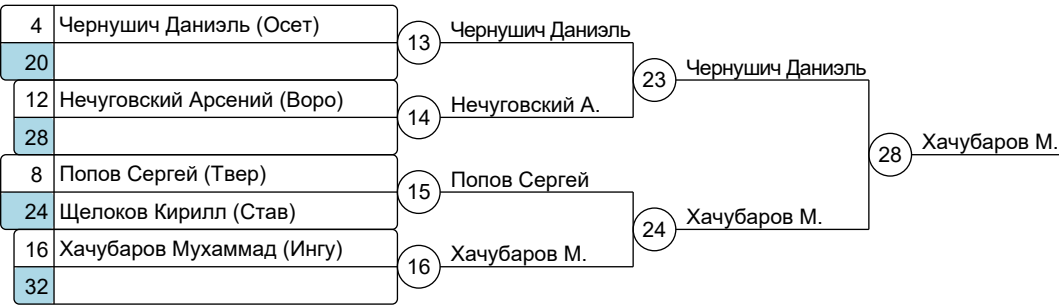 4 Чернушич Даниэль (Осет)
20
12 Нечуговский Арсений (Воро)
28
8 Попов Сергей (Твер)
24 Щелоков Кирилл (Став)
16 Хачубаров Мухаммад (Ингу)
32
13 Чернушич Даниэль
14 Нечуговский А.
15 Попов Сергей
16 Хачубаров М.
23 Чернушич Даниэль
24 Хачубаров М.
28 Хачубаров М.